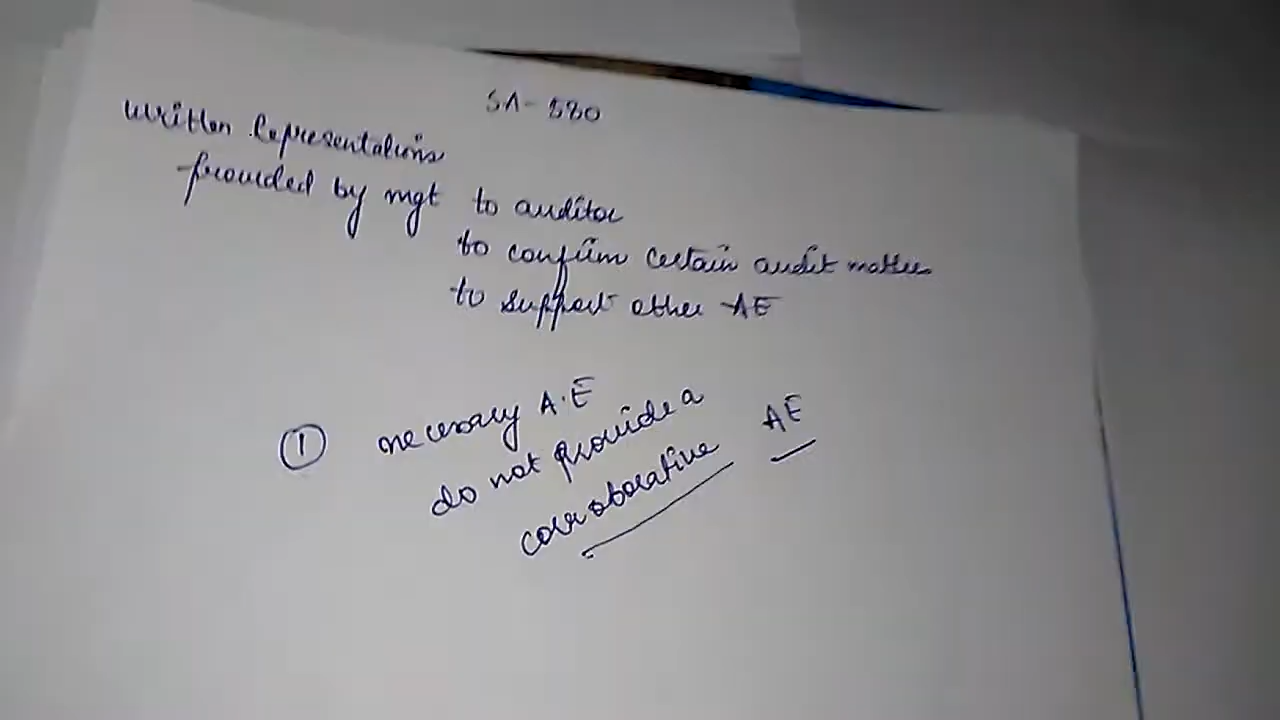 SA-580
Written Representations
provided by mgt to auditor
to confirm certain audit matters
to support other AE
① necessary A.E
do not provide a
corroborative AE